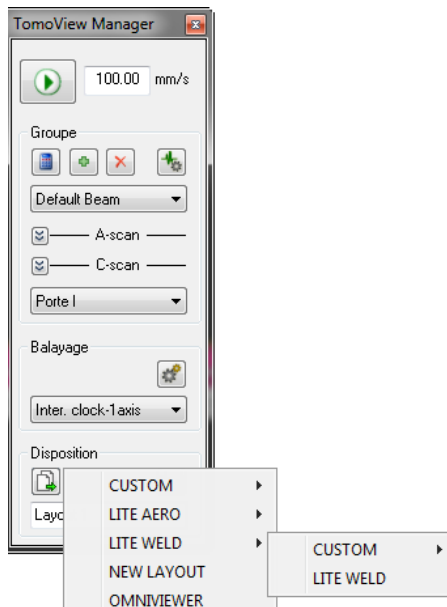 TomoView Manager
100.00 mm/s
Groupe
Default Beam
A-scan
C-scan
Porte I
Balayage
Inter. clock-1axis
Disposition
CUSTOM
LITE AERO
LITE WELD
NEW LAYOUT
OMNIVIEWER
CUSTOM
LITE WELD